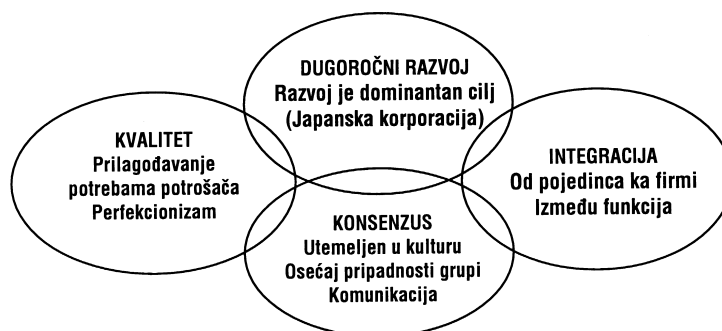 DUGOROČNI RAZVOJ
Razvoj je dominantan cilj
(Japanska korporacija)
KVALITET
Prilagođavanje
potrebama potrošača
Perfekcionizam
INTEGRACIJA
Od pojedinca ka firmi
Između funkcija
KONSENZUS
Utemeljen u kulturu
Osećaj pripadnosti grupi
Komunikacija